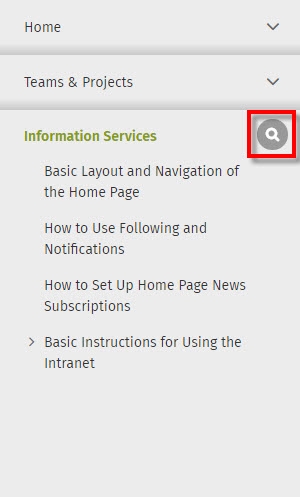 Home
Teams & Projects
Information Services
Basic Layout and Navigation of
the Home Page
How to Use Following and
Notifications
How to Set Up Home Page News
Subscriptions
Basic Instructions for Using the
Intranet